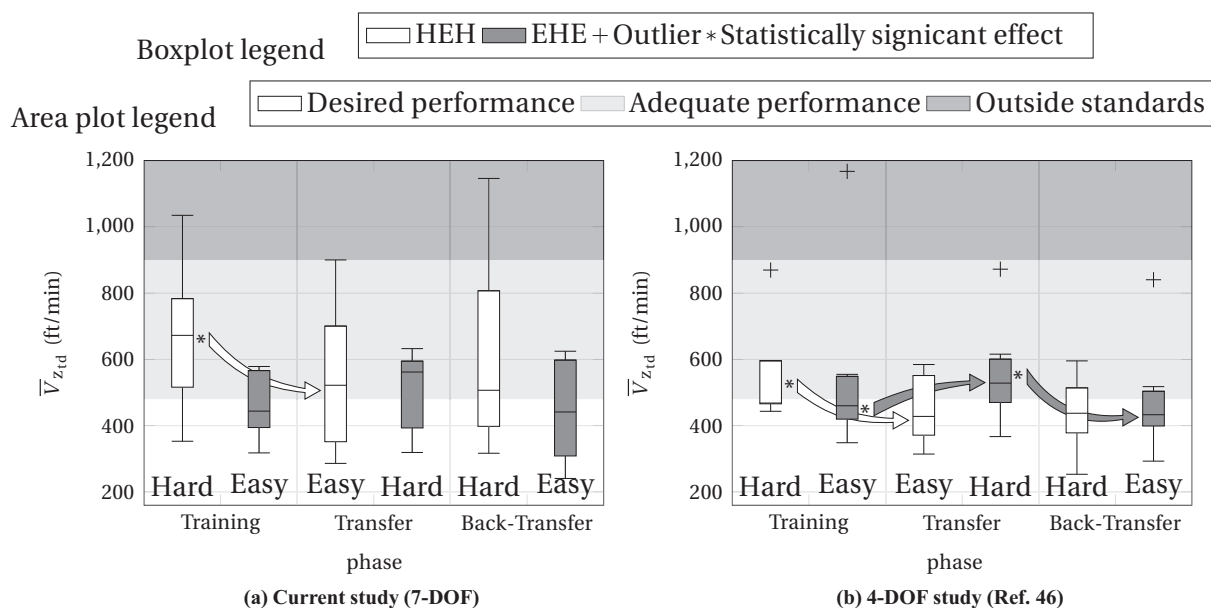 Boxplot legend HEH EHE + Outlier * Statistically signicant effect
Area plot legend Desired performance Adequate performance Outside standards
1,200
1,000
800
600
400
200
V̅z_td (ft/min)
* 
Hard Easy Easy Hard Hard Easy
Training Transfer Back-Transfer
phase
(a) Current study (7-DOF)
1,200
1,000
800
600
400
200
V̅z_td (ft/min)
+ + + +
* * *
Hard Easy Easy Hard Hard Easy
Training Transfer Back-Transfer
phase
(b) 4-DOF study (Ref. 46)